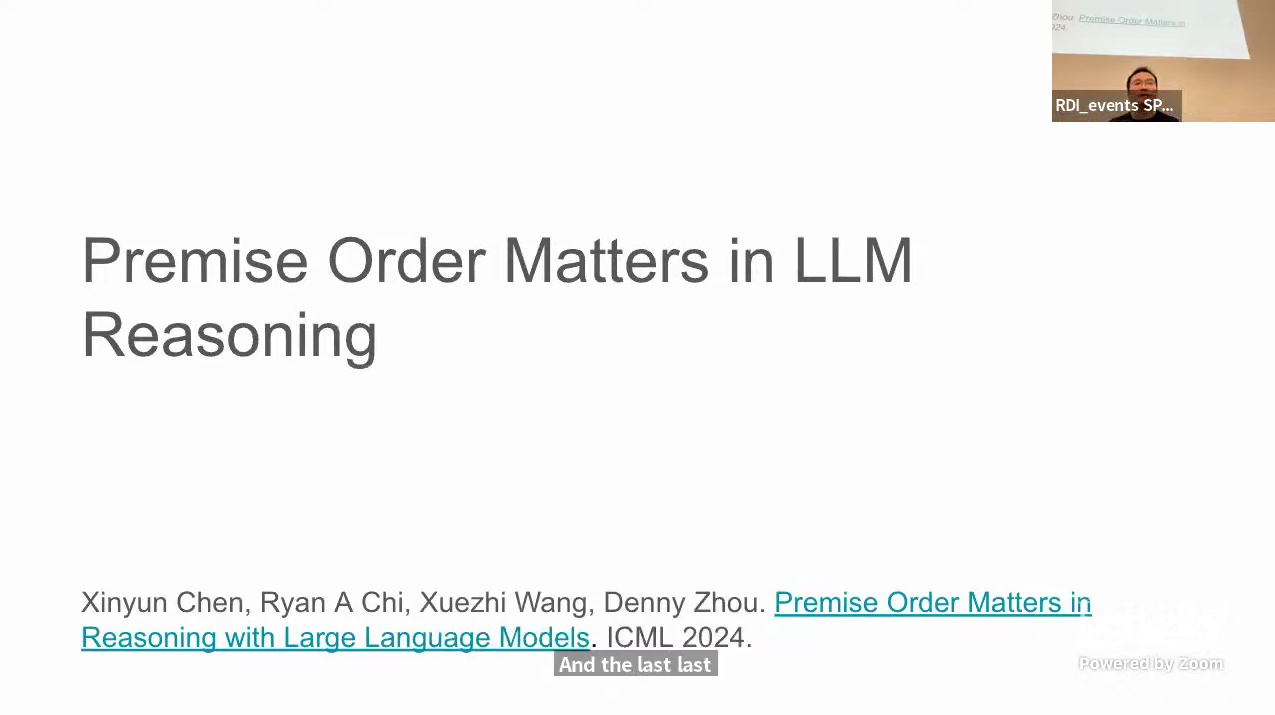 Zhou. Premise Order Matters in
024.
RDI_events SP...
Premise Order Matters in LLM
Reasoning
Xinyun Chen, Ryan A Chi, Xuezhi Wang, Denny Zhou. Premise Order Matters in
Reasoning with Large Language Models. ICML 2024.
And the last last
Powered by Zoom